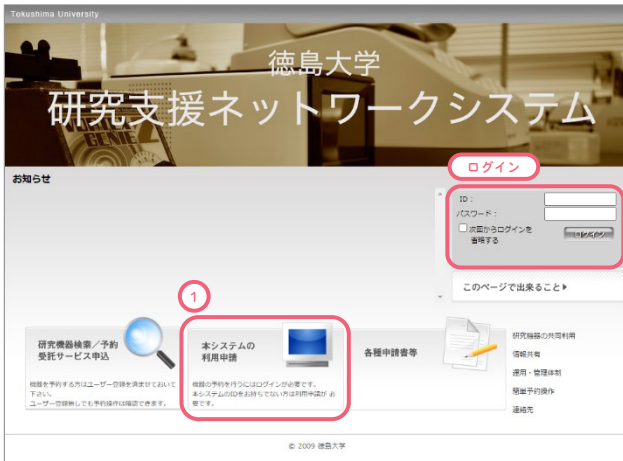 Tokushima University
徳島大学
研究支援ネットワークシステム
お知らせ
ログイン
ID：
パスワード：
次回からログインを
省略する
ログイン
このページで出来ること▶
1
研究機器検索／予約
受託サービス申込
機器を予約する方はユーザー登録を済ませておいて
下さい。
ユーザー登録無しでも予約操作は確認できます。
本システムの
利用申請
機器の予約を行うにはログインが必要です。
本システムのIDをお持ちでない方は利用申請が 必
要です。
各種申請書等
研究機器の共同利用
情報共有
運用・管理体制
簡単予約操作
連絡先
© 2009 徳島大学